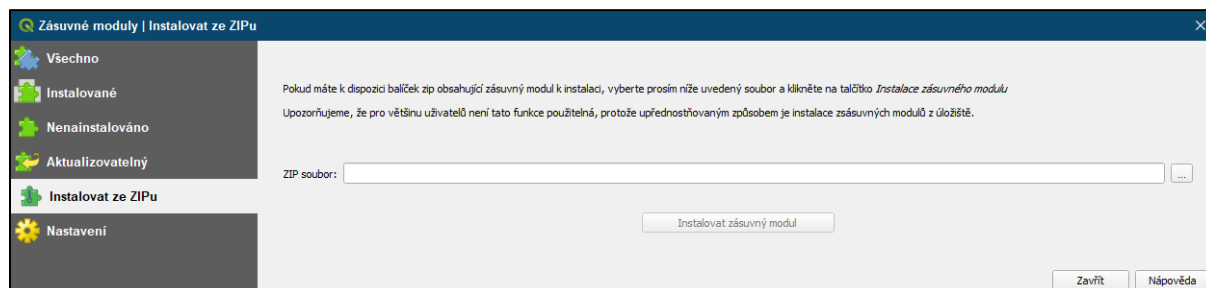 Zásuvné moduly | Instalovat ze ZIPu
Všechno
Instalované
Nenainstalováno
Aktualizovatelný
Instalovat ze ZIPu
Nastavení
Pokud máte k dispozici balíček zip obsahující zásuvný modul k instalaci, vyberte prosím níže uvedený soubor a klikněte na talčítko Instalace zásuvného modulu
Upozorňujeme, že pro většinu uživatelů není tato funkce použitelná, protože upřednostňovaným způsobem je instalace zsásuvných modulů z úložiště.
ZIP soubor:
...
Instalovat zásuvný modul
Zavřít
Nápověda